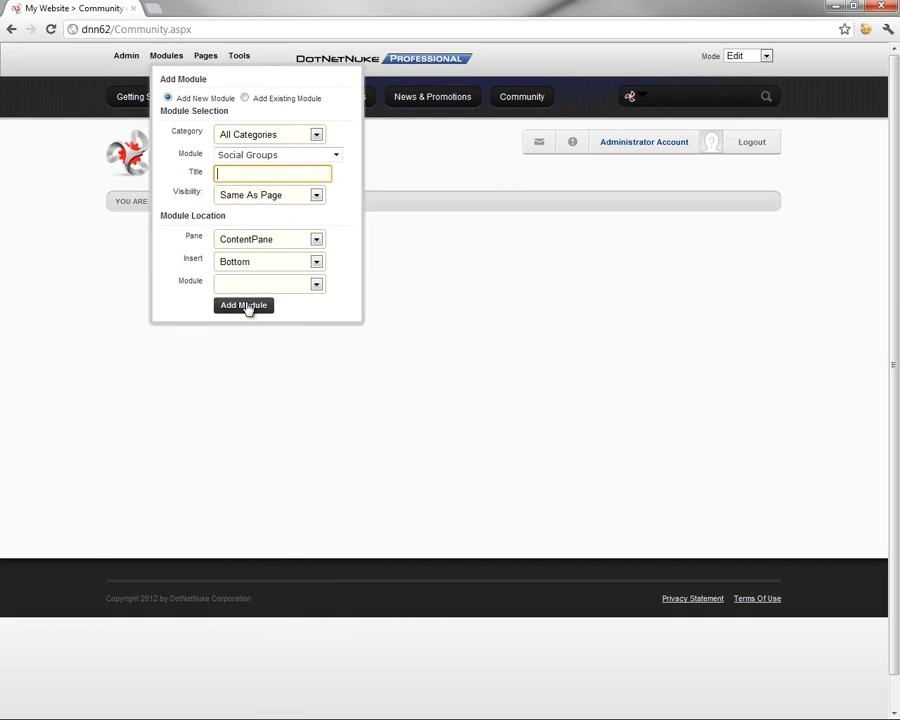 My Website > Community
dnn62/Community.aspx
Admin Modules Pages Tools
DOTNETNUKE PROFESSIONAL
Mode Edit
Add Module
Add New Module Add Existing Module
Getting
News & Promotions Community
Module Selection
Category All Categories
Module Social Groups
Administrator Account Logout
Title
Visibility: Same As Page
YOU ARE
Module Location
Pane ContentPane
Insert Bottom
Module
Add Module
Copyright 2012 by DotNetNuke Corporation
Privacy Statement Terms Of Use